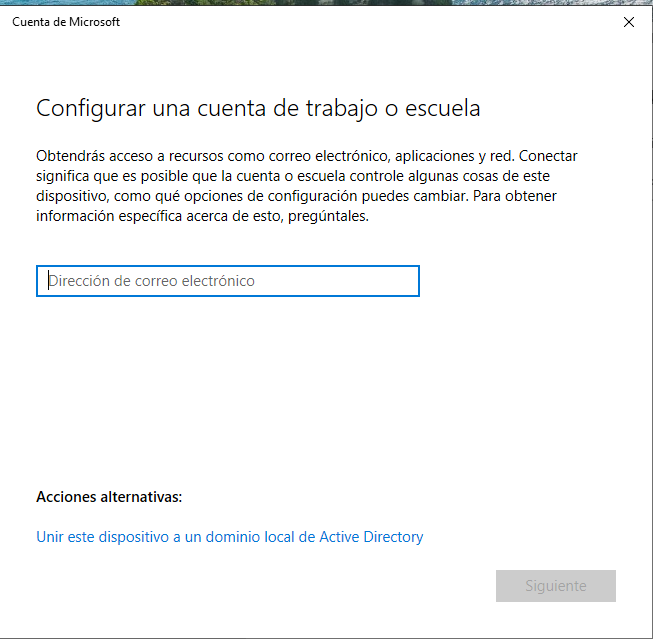 Cuenta de Microsoft
Configurar una cuenta de trabajo o escuela
Obtendrás acceso a recursos como correo electrónico, aplicaciones y red. Conectar
significa que es posible que la cuenta o escuela controle algunas cosas de este
dispositivo, como qué opciones de configuración puedes cambiar. Para obtener
información específica acerca de esto, pregúntales.
Dirección de correo electrónico
Acciones alternativas:
Unir este dispositivo a un dominio local de Active Directory
Siguiente